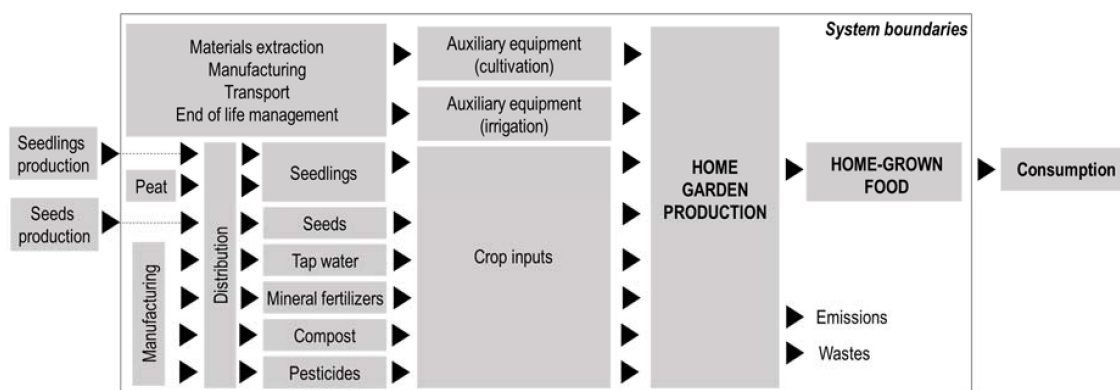 System boundaries
Materials extraction
Manufacturing
Transport
End of life management
Auxiliary equipment
(cultivation)
Auxiliary equipment
(irrigation)
Seedlings
production
Peat
Seeds
production
Manufacturing
Distribution
Seedlings
Seeds
Tap water
Mineral fertilizers
Compost
Pesticides
Crop inputs
HOME
GARDEN
PRODUCTION
HOME-GROWN
FOOD
Consumption
Emissions
Wastes